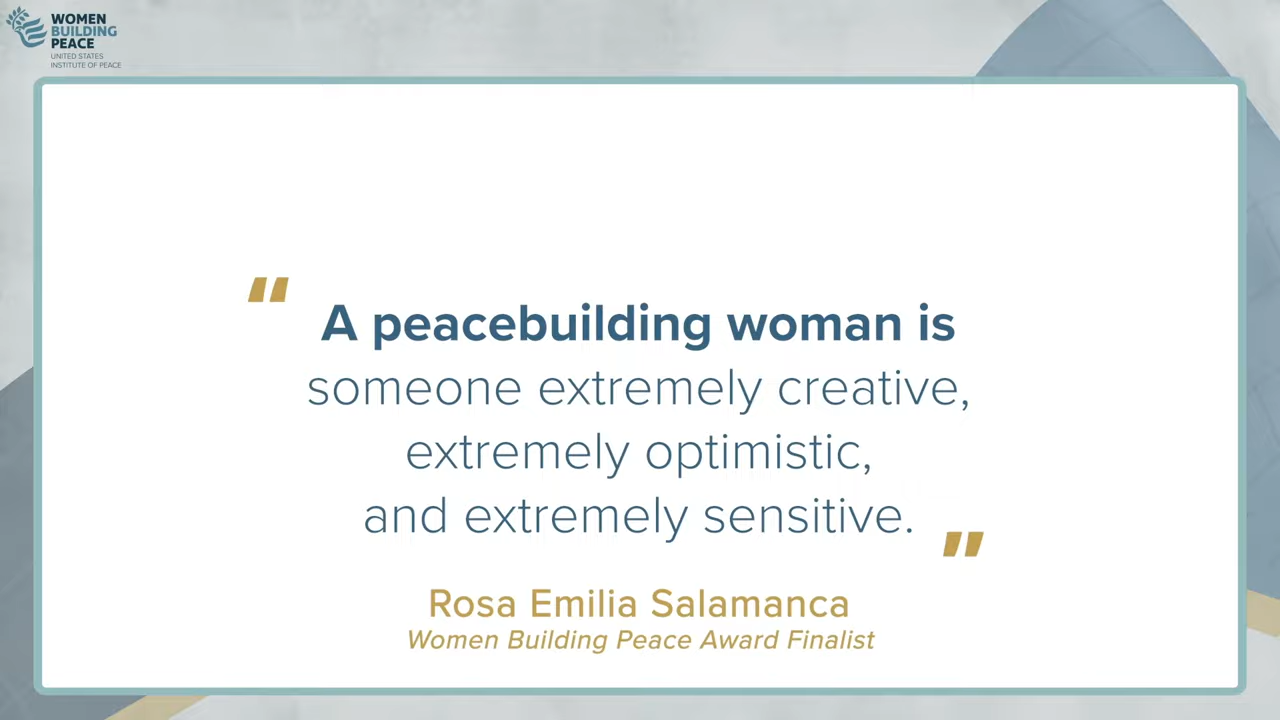 WOMEN
BUILDING
PEACE
UNITED STATES
INSTITUTE OF PEACE
"A peacebuilding woman is
someone extremely creative,
extremely optimistic,
and extremely sensitive."
Rosa Emilia Salamanca
Women Building Peace Award Finalist